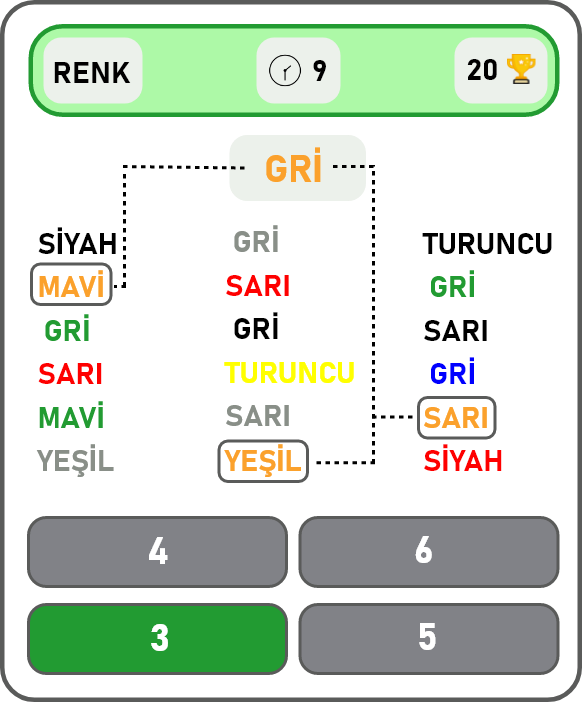 RENK 9 20
GRİ
SİYAH GRİ TURUNCU
MAVİ SARI GRİ
GRİ GRİ SARI
SARI TURUNCU GRİ
MAVİ SARI SARI
YEŞİL YEŞİL SİYAH
4 6
3 5